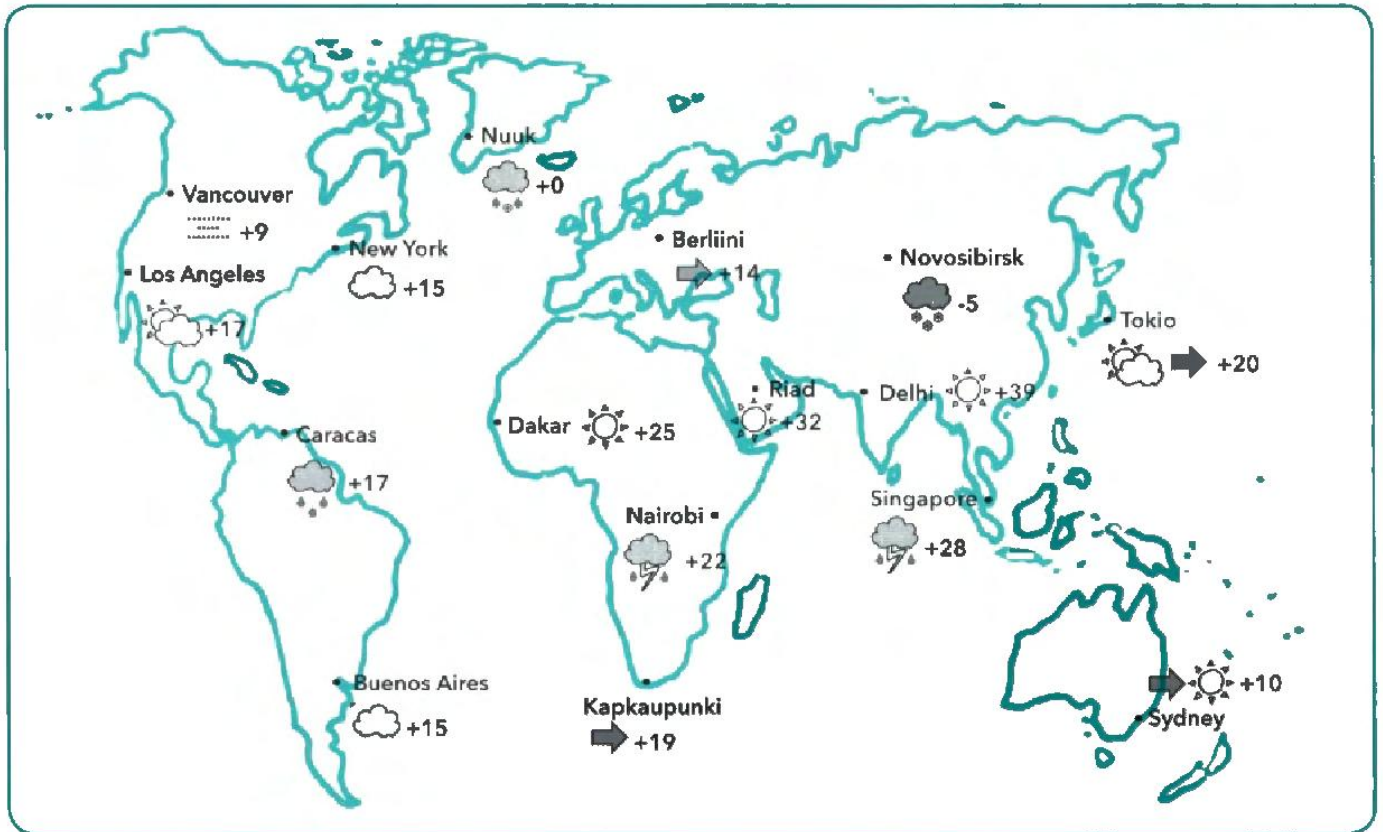 Nuuk
+0
Vancouver
+9
New York
+15
Los Angeles
+17
Berliini
+14
Novosibirsk
-5
Tokio
+20
Riad
+32
Delhi
+39
Dakar
+25
Caracas
+17
Singapore
+28
Nairobi
+22
Buenos Aires
+15
Kapkaupunki
+19
+10
Sydney